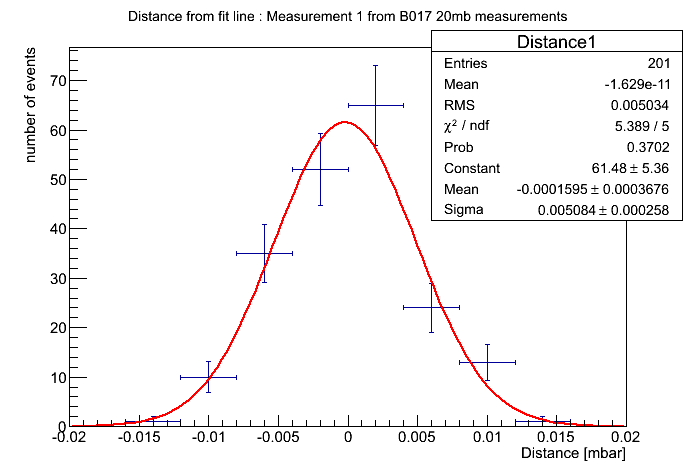 Distance from fit line : Measurement 1 from B017 20mb measurements
Distance1
Entries 201
Mean -1.629e-11
RMS 0.005034
χ² / ndf 5.389 / 5
Prob 0.3702
Constant 61.48 ± 5.36
Mean -0.0001595 ± 0.0003676
Sigma 0.005084 ± 0.000258
number of events
70
60
50
40
30
20
10
0
-0.02 -0.015 -0.01 -0.005 0 0.005 0.01 0.015 0.02
Distance [mbar]